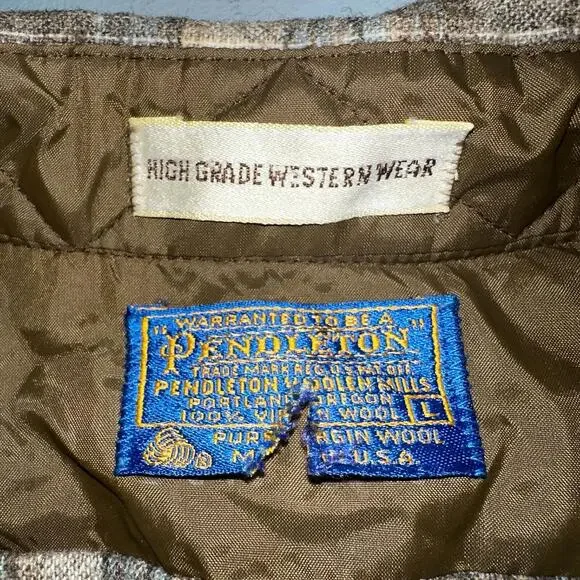 HIGH GRADE WESTERN WEAR
WARRANTED TO BE A
"PENDLETON"
TRADE MARK REG. U.S. PAT. OFF.
PENDLETON WOOLEN MILLS
PORTLAND, OREGON
100% VIRGIN WOOL L
PURE VIRGIN WOOL
U.S.A.